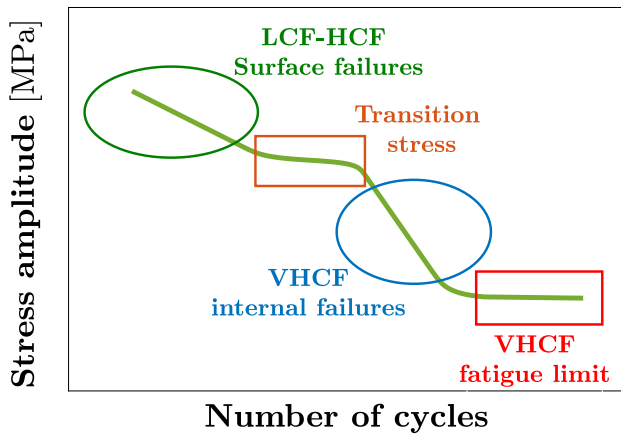 LCF-HCF
Surface failures
Transition
stress
VHCF
internal failures
VHCF
fatigue limit
Stress amplitude [MPa]
Number of cycles